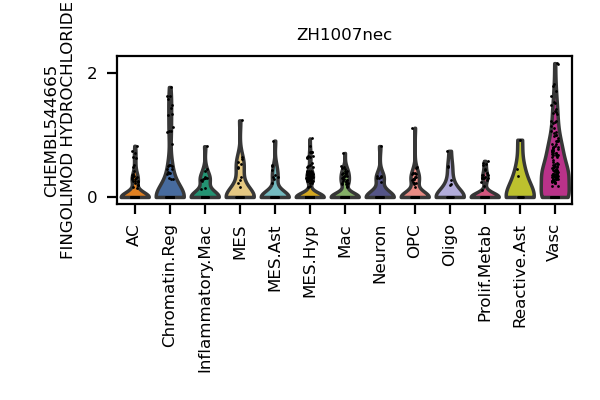 ZH1007nec
CHEMBL544665
FINGOLIMOD HYDROCHLORIDE
2
0
AC
Chromatin.Reg
Inflammatory.Mac
MES
MES.Ast
MES.Hyp
Mac
Neuron
OPC
Oligo
Prolif.Metab
Reactive.Ast
Vasc